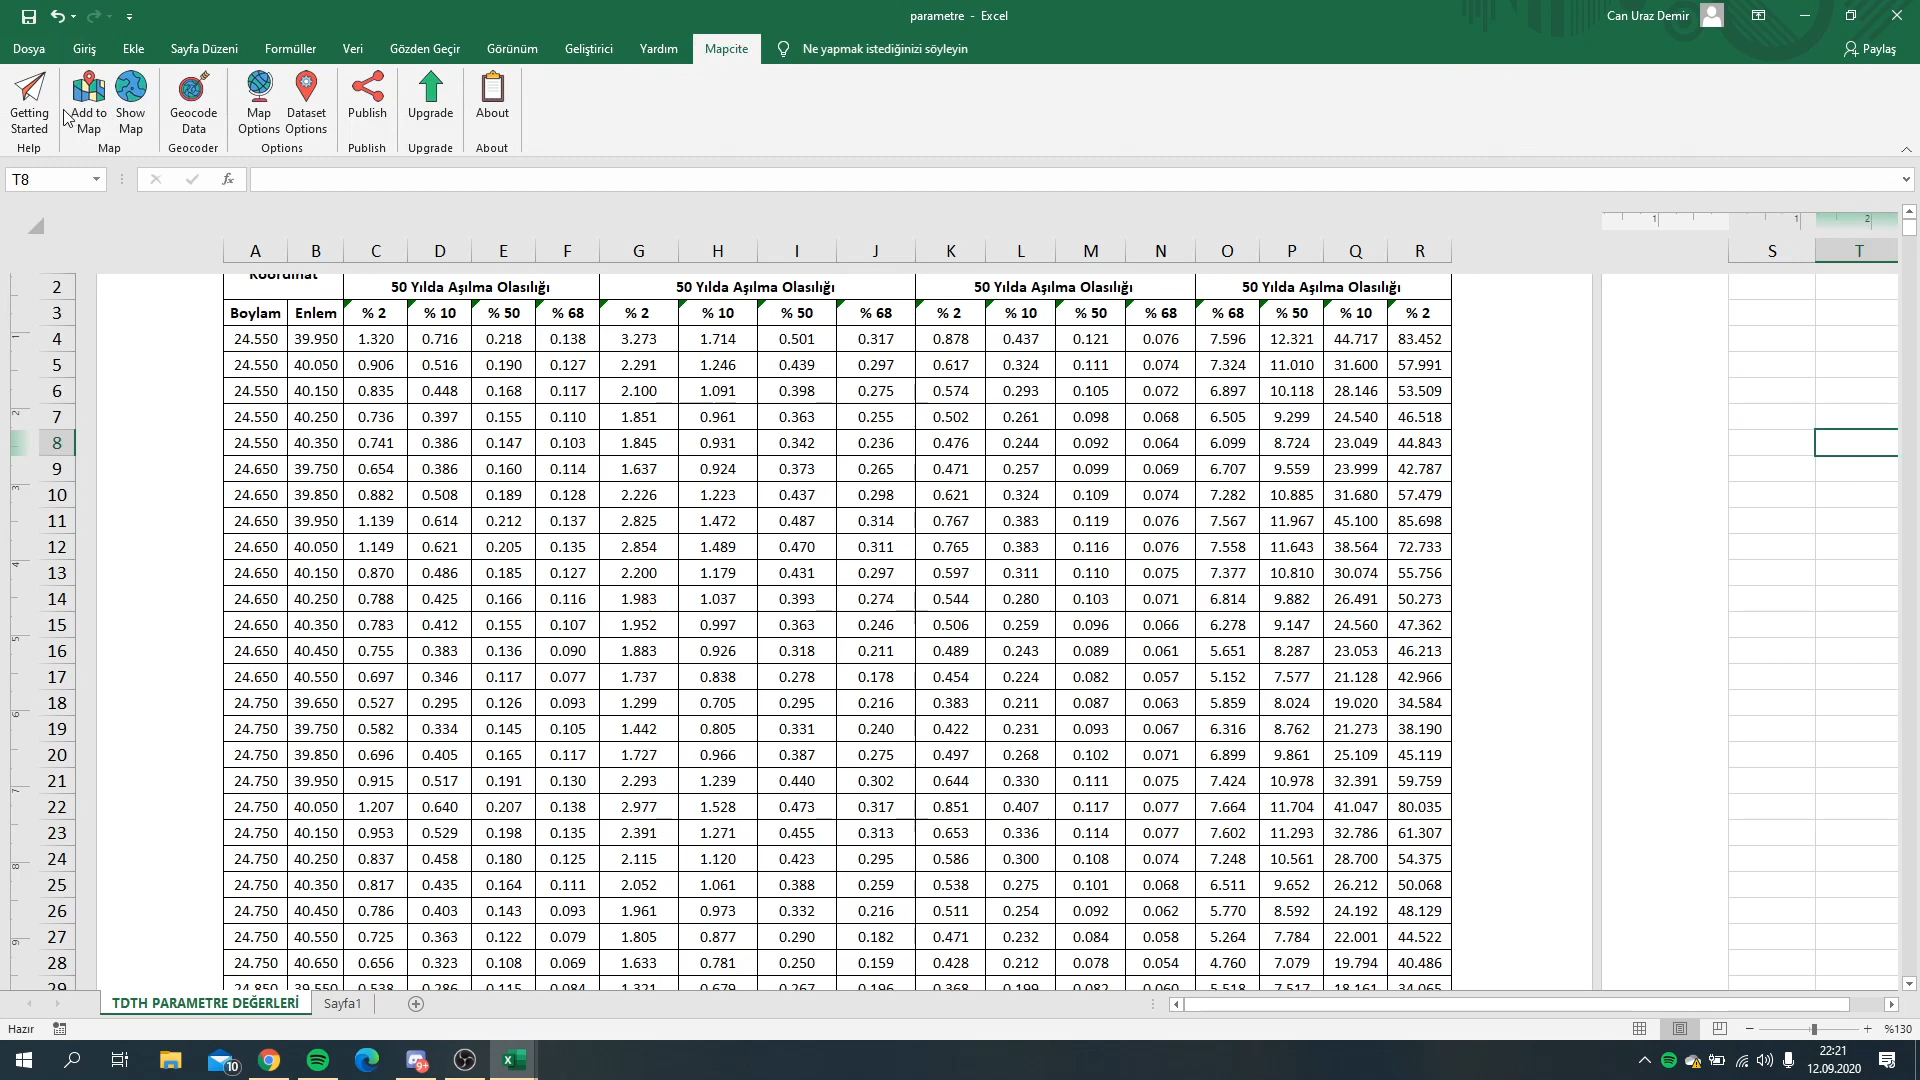 parametre - Excel
Can Uraz Demir
Dosya Giriş Ekle Sayfa Düzeni Formüller Veri Gözden Geçir Görünüm Geliştirici Yardım Mapcite Ne yapmak istediğinizi söyleyin Paylaş
Getting Started Add to Map Show Map Geocode Data Map Options Dataset Options Publish Upgrade About
Help Map Geocoder Options Publish Upgrade About
T8 fx
A B C D E F G H I J K L M N O P Q R S T
Koordinat
2 50 Yılda Aşılma Olasılığı 50 Yılda Aşılma Olasılığı 50 Yılda Aşılma Olasılığı 50 Yılda Aşılma Olasılığı
3 Boylam Enlem % 2 % 10 % 50 % 68 % 2 % 10 % 50 % 68 % 2 % 10 % 50 % 68 % 68 % 50 % 10 % 2
4 24.550 39.950 1.320 0.716 0.218 0.138 3.273 1.714 0.501 0.317 0.878 0.437 0.121 0.076 7.596 12.321 44.717 83.452
5 24.550 40.050 0.906 0.516 0.190 0.127 2.291 1.246 0.439 0.297 0.617 0.324 0.111 0.074 7.324 11.010 31.600 57.991
6 24.550 40.150 0.835 0.448 0.168 0.117 2.100 1.091 0.398 0.275 0.574 0.293 0.105 0.072 6.897 10.118 28.146 53.509
7 24.550 40.250 0.736 0.397 0.155 0.110 1.851 0.961 0.363 0.255 0.502 0.261 0.098 0.068 6.505 9.299 24.540 46.518
8 24.550 40.350 0.741 0.386 0.147 0.103 1.845 0.931 0.342 0.236 0.476 0.244 0.092 0.064 6.099 8.724 23.049 44.843
9 24.650 39.750 0.654 0.386 0.160 0.114 1.637 0.924 0.373 0.265 0.471 0.257 0.099 0.069 6.707 9.559 23.999 42.787
10 24.650 39.850 0.882 0.508 0.189 0.128 2.226 1.223 0.437 0.298 0.621 0.324 0.109 0.074 7.282 10.885 31.680 57.479
11 24.650 39.950 1.139 0.614 0.212 0.137 2.825 1.472 0.487 0.314 0.767 0.383 0.119 0.076 7.567 11.967 45.100 85.698
12 24.650 40.050 1.149 0.621 0.205 0.135 2.854 1.489 0.470 0.311 0.765 0.383 0.116 0.076 7.558 11.643 38.564 72.733
13 24.650 40.150 0.870 0.486 0.185 0.127 2.200 1.179 0.431 0.297 0.597 0.311 0.110 0.075 7.377 10.810 30.074 55.756
14 24.650 40.250 0.788 0.425 0.166 0.116 1.983 1.037 0.393 0.274 0.544 0.280 0.103 0.071 6.814 9.882 26.491 50.273
15 24.650 40.350 0.783 0.412 0.155 0.107 1.952 0.997 0.363 0.246 0.506 0.259 0.096 0.066 6.278 9.147 24.560 47.362
16 24.650 40.450 0.755 0.383 0.136 0.090 1.883 0.926 0.318 0.211 0.489 0.243 0.089 0.061 5.651 8.287 23.053 46.213
17 24.650 40.550 0.697 0.346 0.117 0.077 1.737 0.838 0.278 0.178 0.454 0.224 0.082 0.057 5.152 7.577 21.128 42.966
18 24.750 39.650 0.527 0.295 0.126 0.093 1.299 0.705 0.295 0.216 0.383 0.211 0.087 0.063 5.859 8.024 19.020 34.584
19 24.750 39.750 0.582 0.334 0.145 0.105 1.442 0.805 0.331 0.240 0.422 0.231 0.093 0.067 6.316 8.762 21.273 38.190
20 24.750 39.850 0.696 0.405 0.165 0.117 1.727 0.966 0.387 0.275 0.497 0.268 0.102 0.071 6.899 9.861 25.109 45.119
21 24.750 39.950 0.915 0.517 0.191 0.130 2.293 1.239 0.440 0.302 0.644 0.330 0.111 0.075 7.424 10.978 32.391 59.759
22 24.750 40.050 1.207 0.640 0.207 0.138 2.977 1.528 0.473 0.317 0.851 0.407 0.117 0.077 7.664 11.704 41.047 80.035
23 24.750 40.150 0.953 0.529 0.198 0.135 2.391 1.271 0.455 0.313 0.653 0.336 0.114 0.077 7.602 11.293 32.786 61.307
24 24.750 40.250 0.837 0.458 0.180 0.125 2.115 1.120 0.423 0.295 0.586 0.300 0.108 0.074 7.248 10.561 28.700 54.375
25 24.750 40.350 0.817 0.435 0.164 0.111 2.052 1.061 0.388 0.259 0.538 0.275 0.101 0.068 6.511 9.652 26.212 50.068
26 24.750 40.450 0.786 0.403 0.143 0.093 1.961 0.973 0.332 0.216 0.511 0.254 0.092 0.062 5.770 8.592 24.192 48.129
27 24.750 40.550 0.725 0.363 0.122 0.079 1.805 0.877 0.290 0.182 0.471 0.232 0.084 0.058 5.264 7.784 22.001 44.522
28 24.750 40.650 0.656 0.323 0.108 0.069 1.633 0.781 0.250 0.159 0.428 0.212 0.078 0.054 4.760 7.079 19.794 40.486
29 24.850 39.550 0.538 0.286 0.115 0.084 1.321 0.679 0.267 0.196 0.368 0.199 0.082 0.060 5.518 7.517 18.161 34.065
TDTH PARAMETRE DEĞERLERİ Sayfa1
Hazır %130
10 9+ 22:21
12.09.2020